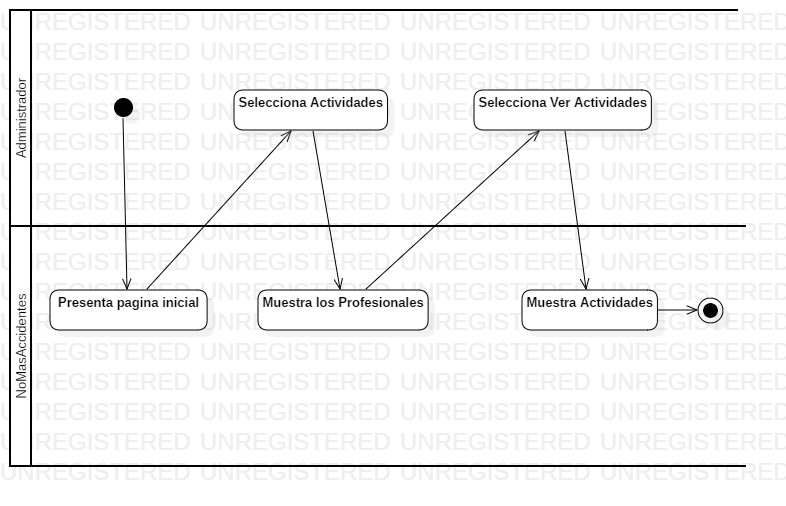 UNREGISTERED UNREGISTERED UNREGISTERED UNREGISTERED
Administrador
Selecciona Actividades
Selecciona Ver Actividades
NoMasAccidentes
Presenta pagina inicial
Muestra los Profesionales
Muestra Actividades